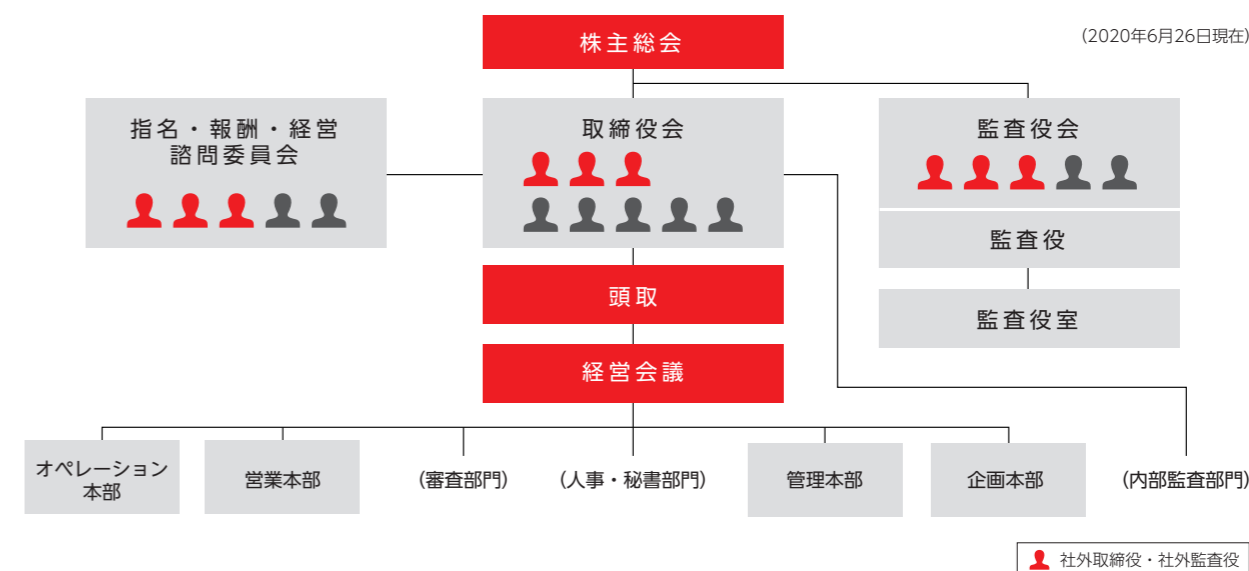 株主総会
(2020年6月26日現在)
指名・報酬・経営
諮問委員会
取締役会
監査役会
監査役
頭取
監査役室
経営会議
オペレーション
本部
営業本部
(審査部門)
(人事・秘書部門)
管理本部
企画本部
(内部監査部門)
社外取締役・社外監査役